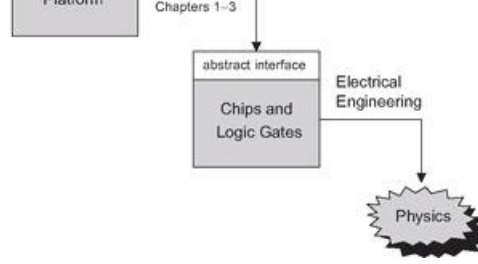 Platform
Chapters 1–3
abstract interface
Chips and
Logic Gates
Electrical
Engineering
Physics